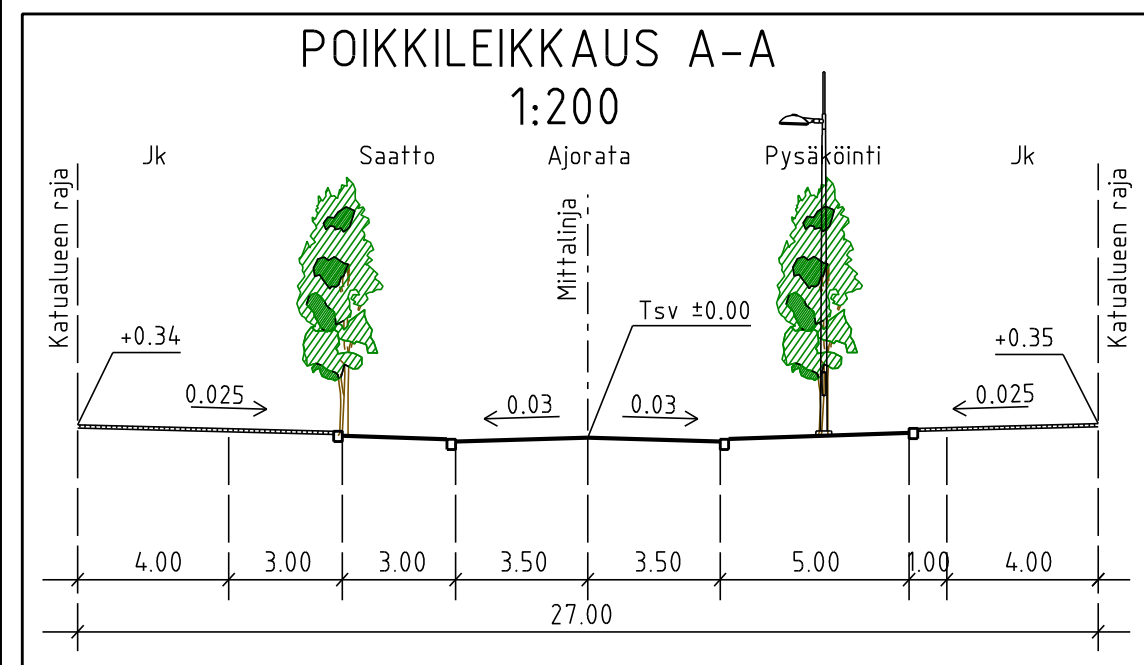 POIKKILEIKKAUS A-A
1:200
Jk Saatto Ajorata Pysäköinti Jk
Katualueen raja
Mittalinja
Katualueen raja
Tsv ±0.00
+0.34
+0.35
0.025 0.03 0.03 0.025
4.00 3.00 3.00 3.50 3.50 5.00 1.00 4.00
27.00